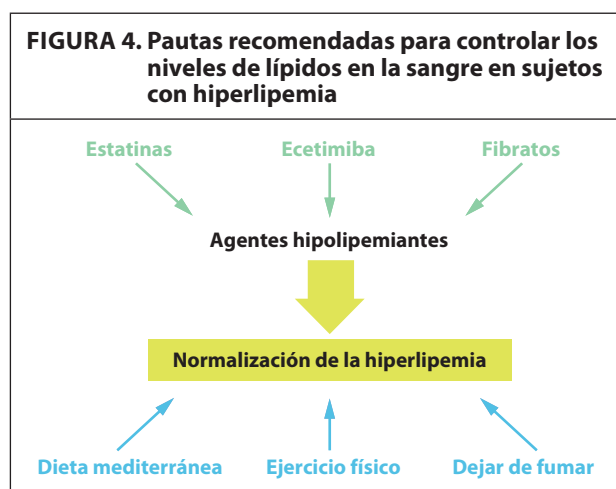 FIGURA 4. Pautas recomendadas para controlar los
niveles de lípidos en la sangre en sujetos
con hiperlipemia
Estatinas Ecetimiba Fibratos
Agentes hipolipemiantes
Normalización de la hiperlipemia
Dieta mediterránea Ejercicio físico Dejar de fumar